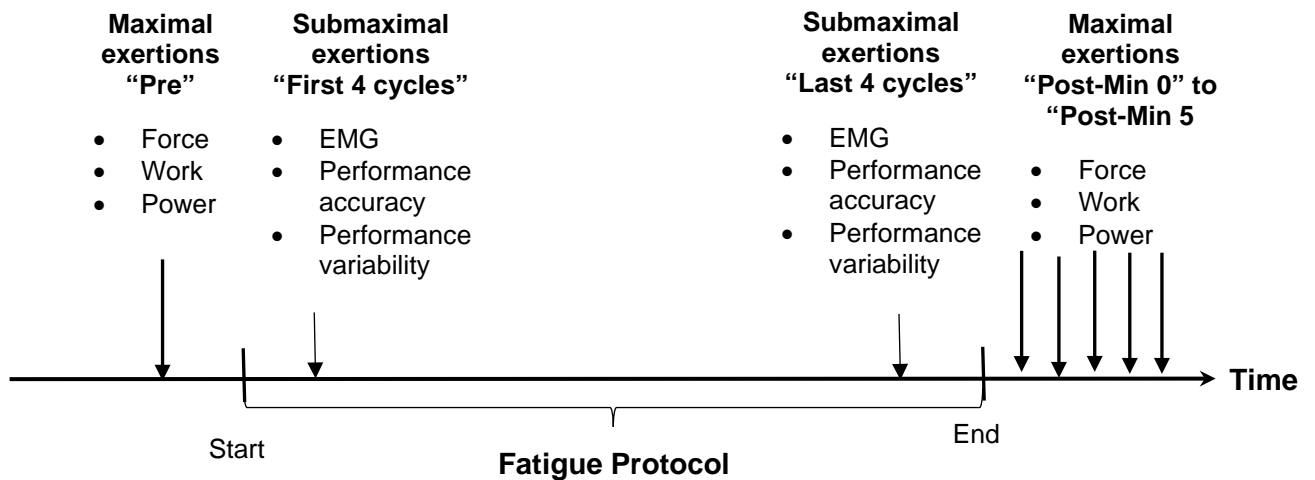 Maximal
exertions
“Pre”
• Force
• Work
• Power
Submaximal
exertions
“First 4 cycles”
• EMG
• Performance
accuracy
• Performance
variability
Submaximal
exertions
“Last 4 cycles”
• EMG
• Performance
accuracy
• Performance
variability
Maximal
exertions
“Post-Min 0” to
“Post-Min 5
• Force
• Work
• Power
Time
Start
End
Fatigue Protocol